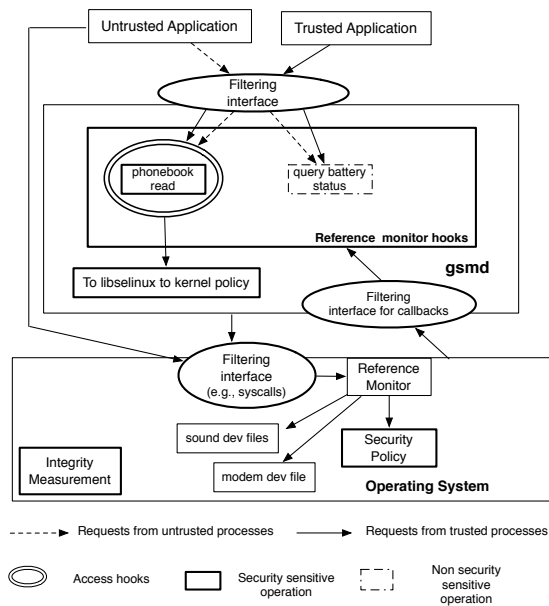 Untrusted Application
Trusted Application
Filtering
interface
phonebook
read
query battery
status
Reference monitor hooks
gsmd
To libselinux to kernel policy
Filtering
interface for callbacks
Filtering
interface
(e.g., syscalls)
Reference
Monitor
sound dev files
Security
Policy
Integrity
Measurement
modem dev file
Operating System
Requests from untrusted processes
Requests from trusted processes
Access hooks
Security sensitive
operation
Non security
sensitive
operation